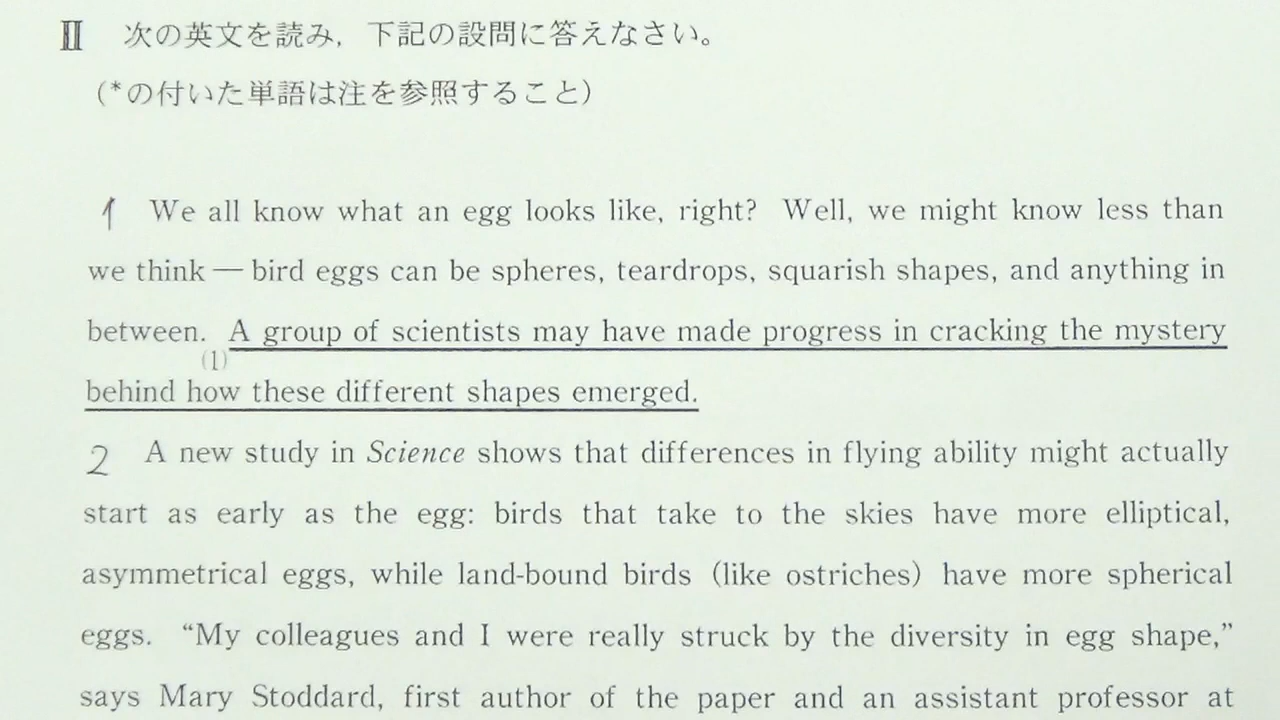 Ⅱ 次の英文を読み，下記の設問に答えなさい。
(*の付いた単語は注を参照すること)
1 We all know what an egg looks like, right? Well, we might know less than
we think — bird eggs can be spheres, teardrops, squarish shapes, and anything in
between. A group of scientists may have made progress in cracking the mystery
(1)
behind how these different shapes emerged.
2 A new study in Science shows that differences in flying ability might actually
start as early as the egg: birds that take to the skies have more elliptical,
asymmetrical eggs, while land-bound birds (like ostriches) have more spherical
eggs. “My colleagues and I were really struck by the diversity in egg shape,”
says Mary Stoddard, first author of the paper and an assistant professor at